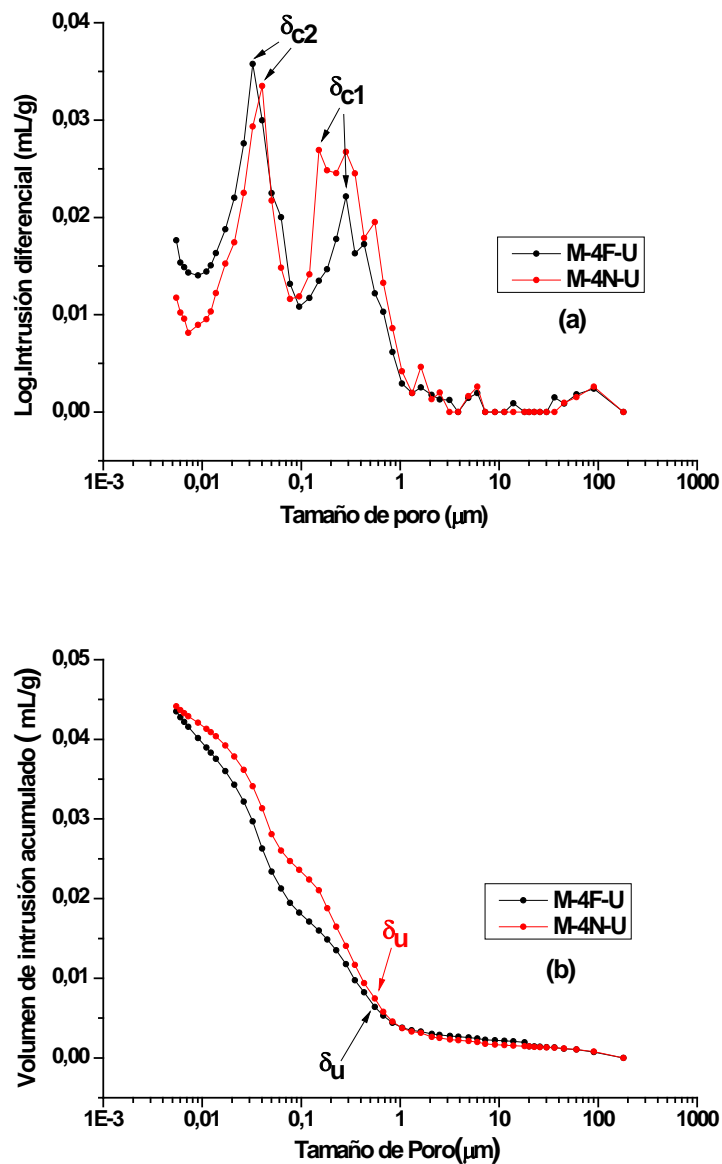 0,04
δc2
0,03
δc1
0,02
0,01
0,00
Log.Intrusión diferencial (mL/g)
M-4F-U
M-4N-U
(a)
1E-3 0,01 0,1 1 10 100 1000
Tamaño de poro (μm)
0,05
0,04
0,03
0,02
0,01
0,00
Volumen de intrusión acumulado ( mL/g)
M-4F-U
M-4N-U
δu
(b)
δu
1E-3 0,01 0,1 1 10 100 1000
Tamaño de Poro(μm)